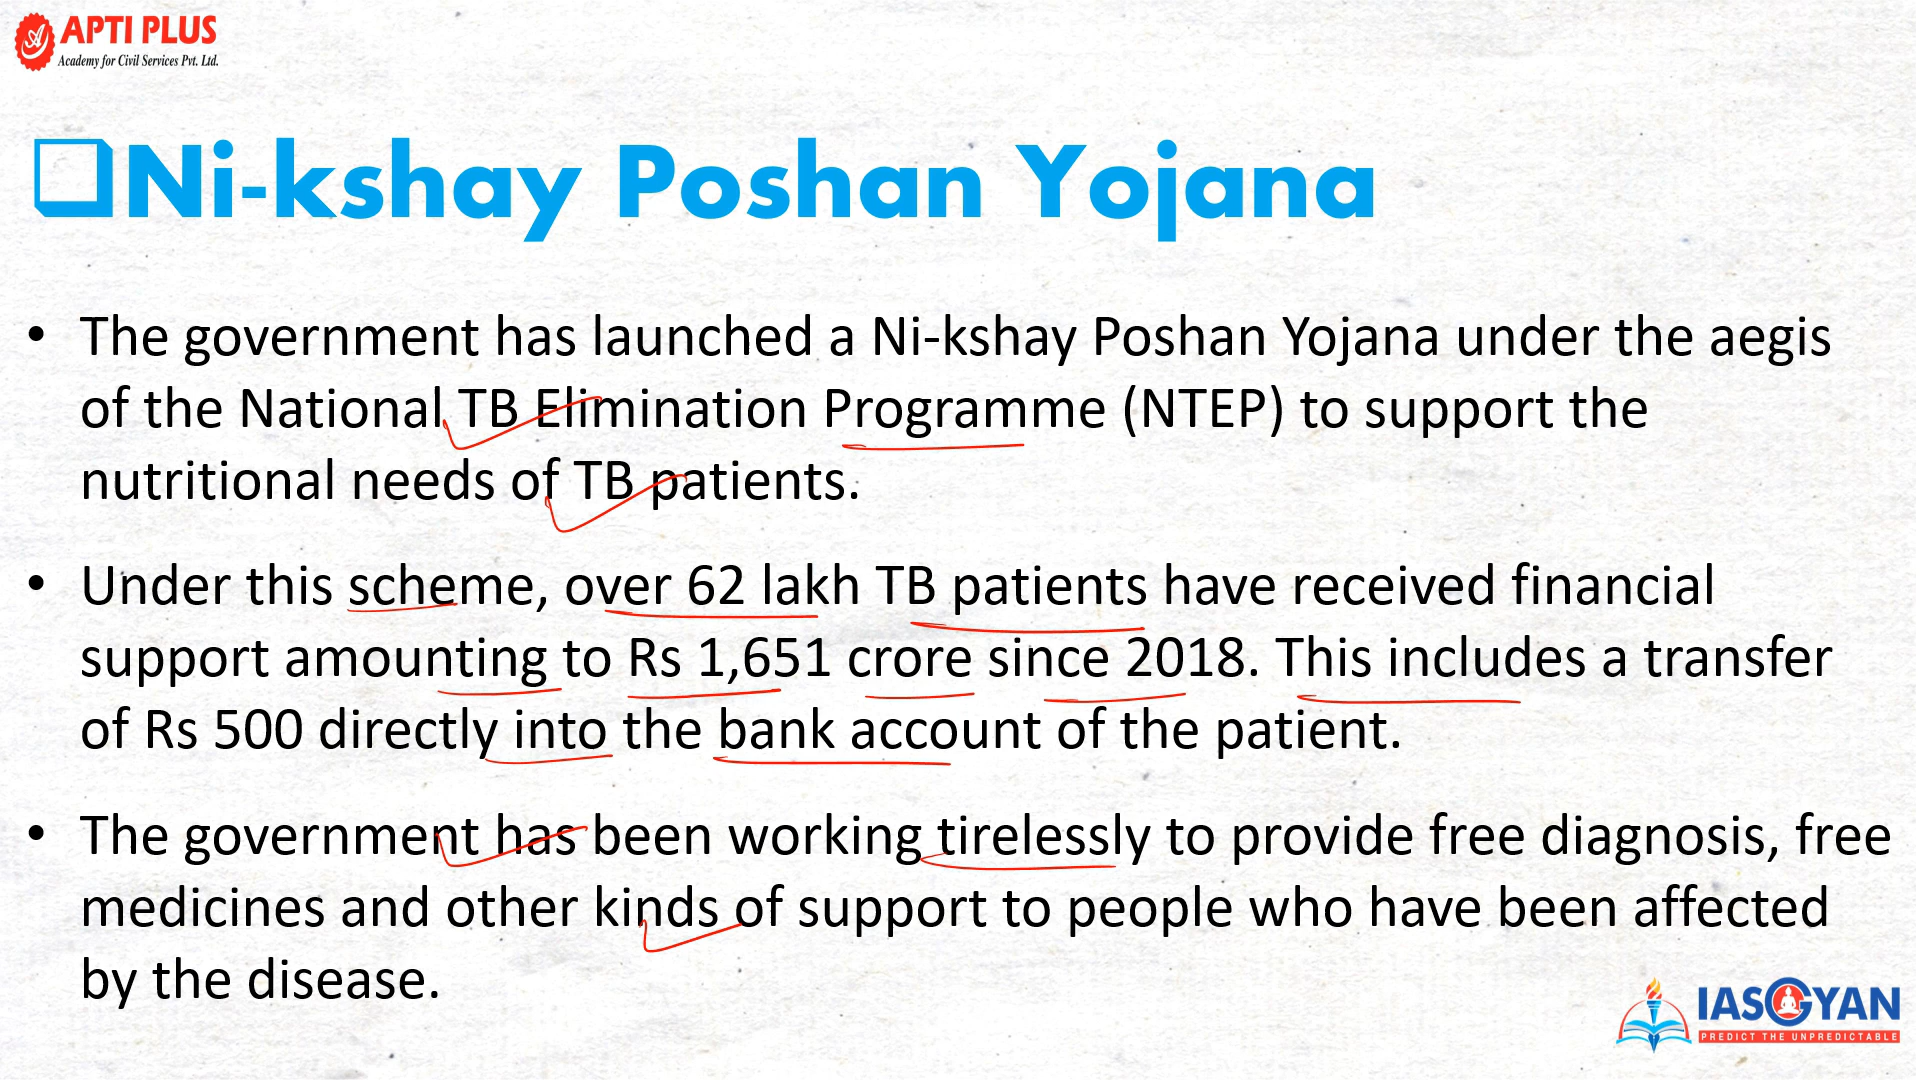 APTI PLUS
Academy for Civil Services Pvt. Ltd.
Ni-kshay Poshan Yojana
• The government has launched a Ni-kshay Poshan Yojana under the aegis
of the National TB Elimination Programme (NTEP) to support the
nutritional needs of TB patients.
• Under this scheme, over 62 lakh TB patients have received financial
support amounting to Rs 1,651 crore since 2018. This includes a transfer
of Rs 500 directly into the bank account of the patient.
• The government has been working tirelessly to provide free diagnosis, free
medicines and other kinds of support to people who have been affected
by the disease.
IASGYAN
PREDICT THE UNPREDICTABLE